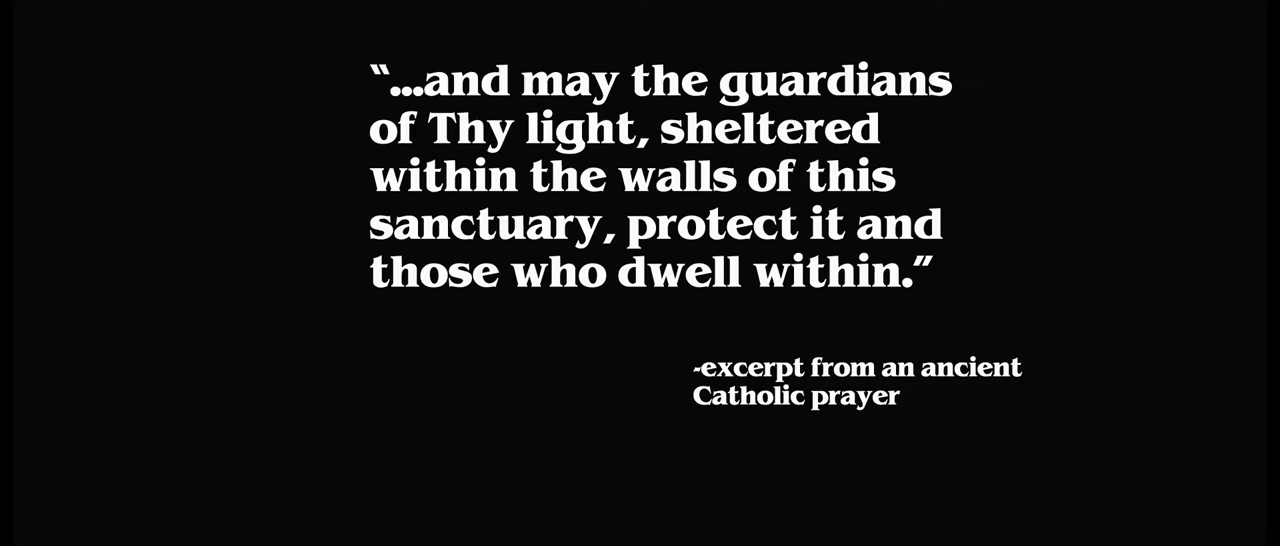 “...and may the guardians
of Thy light, sheltered
within the walls of this
sanctuary, protect it and
those who dwell within.”
-excerpt from an ancient
Catholic prayer